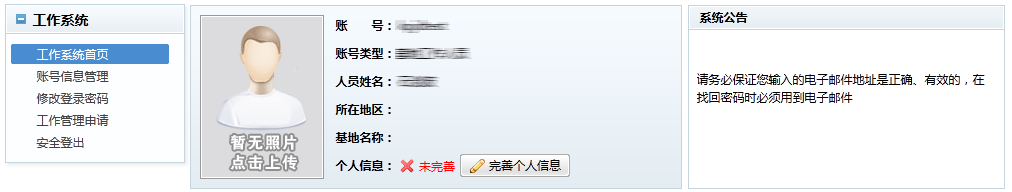 工作系统
工作系统首页
账号信息管理
修改登录密码
工作管理申请
安全登出
暂无照片
点击上传
账 号：
账号类型：
人员姓名：
所在地区：
基地名称：
个人信息： 未完善 完善个人信息
系统公告
请务必保证您输入的电子邮件地址是正确、有效的，在
找回密码时必须用到电子邮件